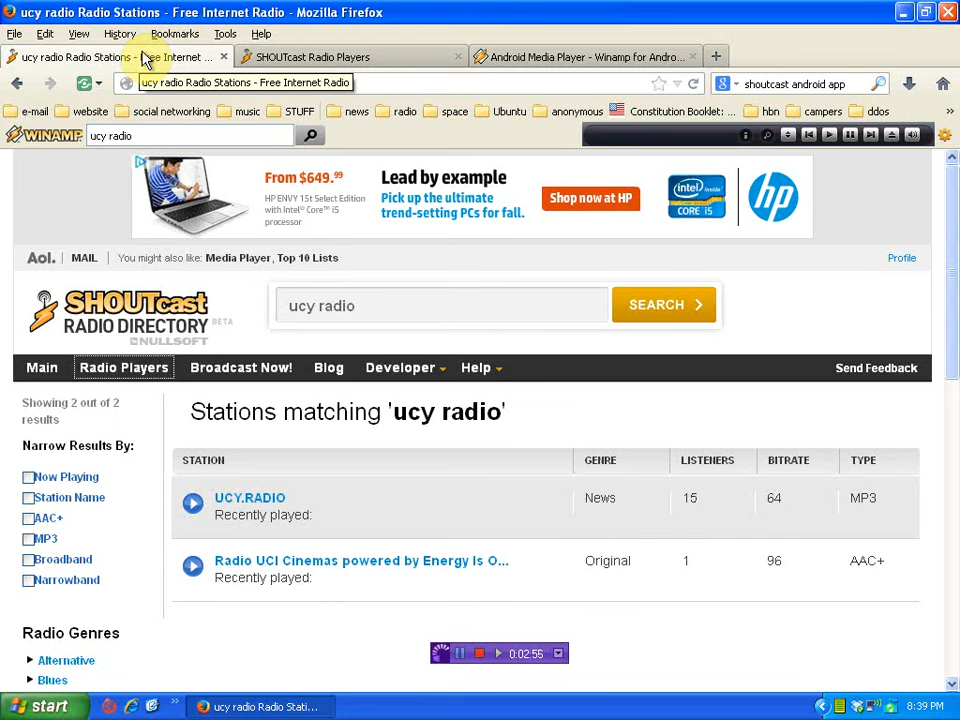 ucy radio Radio Stations - Free Internet Radio - Mozilla Firefox
File Edit View History Bookmarks Tools Help
ucy radio Radio Stations - Free Internet ... SHOUTcast Radio Players Android Media Player - Winamp for Andro...
ucy radio Radio Stations - Free Internet Radio shoutcast android app
e-mail website social networking music STUFF news radio space Ubuntu anonymous Constitution Booklet:... hbn campers ddos
WINAMP ucy radio
From $649.99
HP ENVY 15t Select Edition
with Intel® Core™ i5
processor
Lead by example
Pick up the ultimate
trend-setting PCs for fall.
Shop now at HP
intel inside
CORE i5
hp
Aol. MAIL You might also like: Media Player, Top 10 Lists Profile
SHOUTcast
RADIO DIRECTORY BETA
NULLSOFT
ucy radio SEARCH
Main Radio Players Broadcast Now! Blog Developer Help Send Feedback
Showing 2 out of 2
results
Narrow Results By:
Now Playing
Station Name
AAC+
MP3
Broadband
Narrowband
Radio Genres
Alternative
Blues
Stations matching 'ucy radio'
STATION GENRE LISTENERS BITRATE TYPE
UCY.RADIO News 15 64 MP3
Recently played:
Radio UCI Cinemas powered by Energy Is O... Original 1 96 AAC+
Recently played:
0:02:55
start ucy radio Radio Stati... 8:39 PM